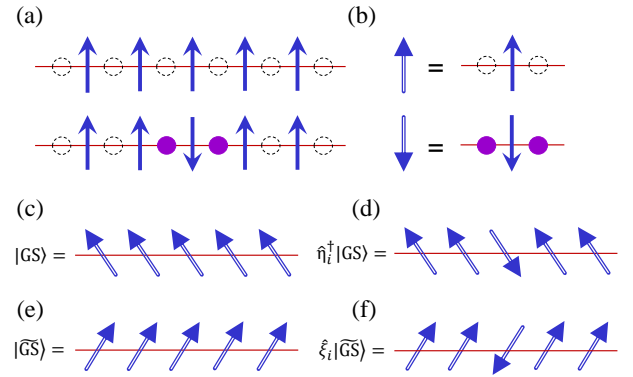 (a)
(b)
=
=
(c)
(d)
|GS⟩ =
η̂ᵢ†|GS⟩ =
(e)
(f)
|G̃S̃⟩ =
ξ̂ᵢ|G̃S̃⟩ =